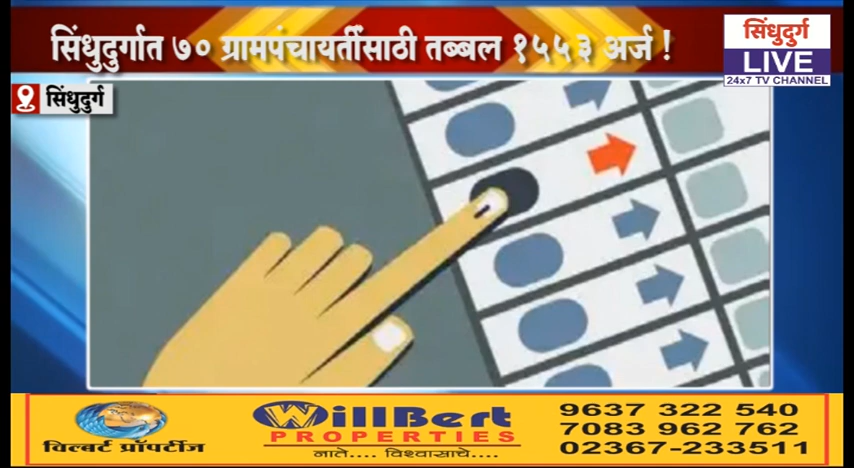 सिंधुदुर्गात ७० ग्रामपंचायतींसाठी तब्बल १५५३ अर्ज !
सिंधुदुर्ग
LIVE
24x7 TV CHANNEL
सिंधुदुर्ग
विल्बर्ट प्रॉपर्टीज
WillBert
PROPERTIES
नाते.... विश्वासाचे....
9637 322 540
7083 962 762
02367-233511